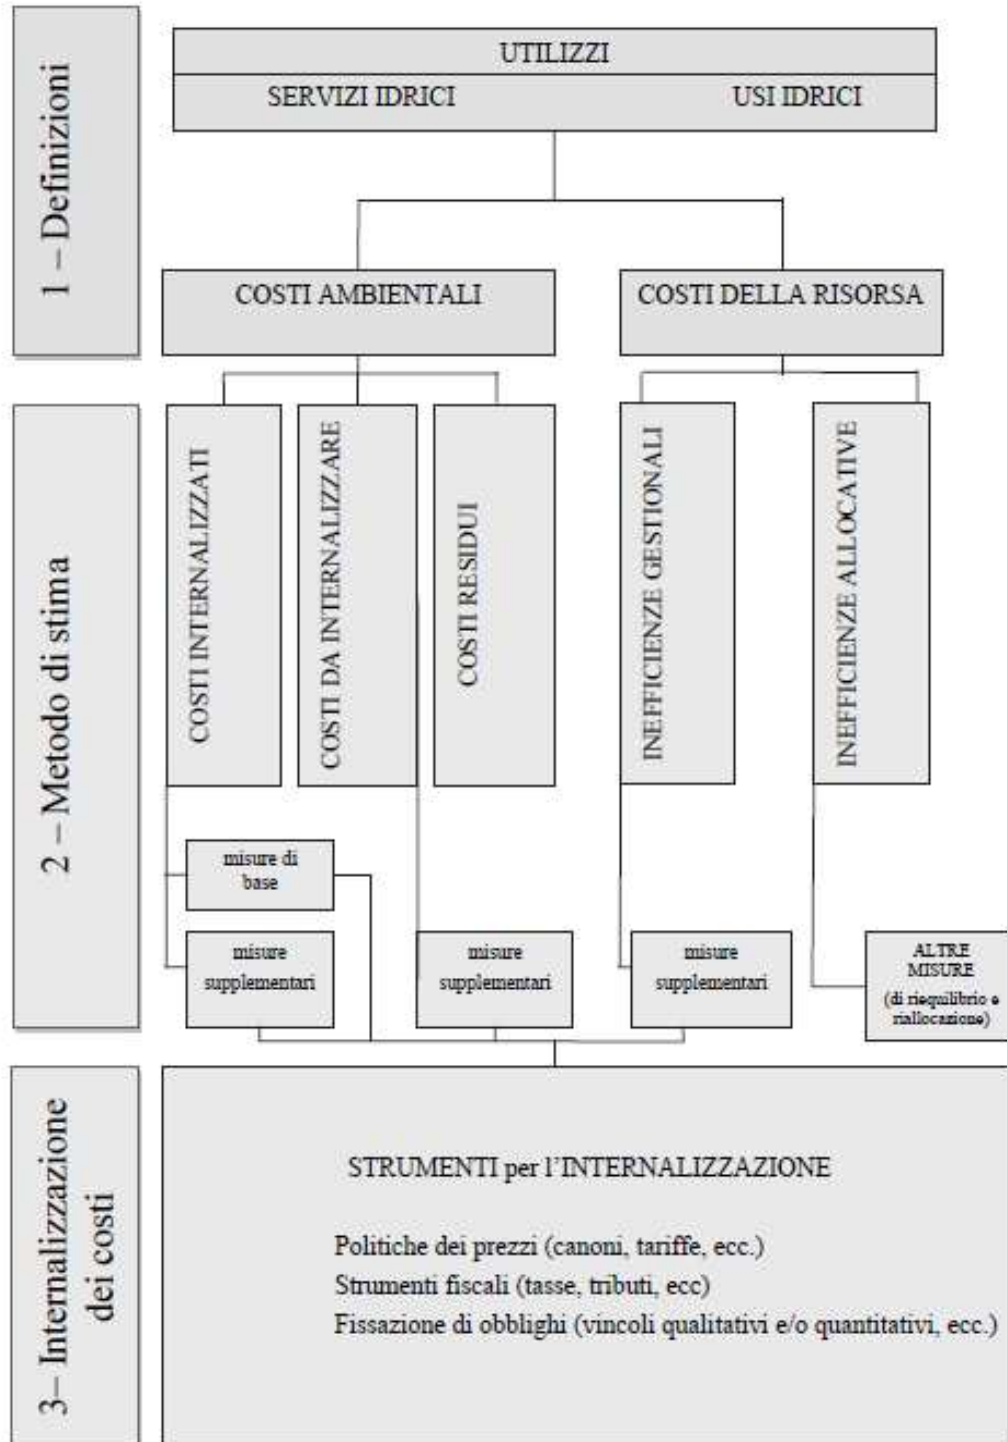 1 – Definizioni
UTILIZZI
SERVIZI IDRICI
USI IDRICI
COSTI AMBIENTALI
COSTI DELLA RISORSA
2 – Metodo di stima
COSTI INTERNALIZZATI
COSTI DA INTERNALIZZARE
COSTI RESIDUI
INEFFICIENZE GESTIONALI
INEFFICIENZE ALLOCATIVE
misure di
base
misure
supplementari
misure
supplementari
misure
supplementari
ALTRE
MISURE
(di riequilibrio e
riallocazione)
3– Internalizzazione
dei costi
STRUMENTI per l’INTERNALIZZAZIONE
Politiche dei prezzi (canoni, tariffe, ecc.)
Strumenti fiscali (tasse, tributi, ecc)
Fissazione di obblighi (vincoli qualitativi e/o quantitativi, ecc.)